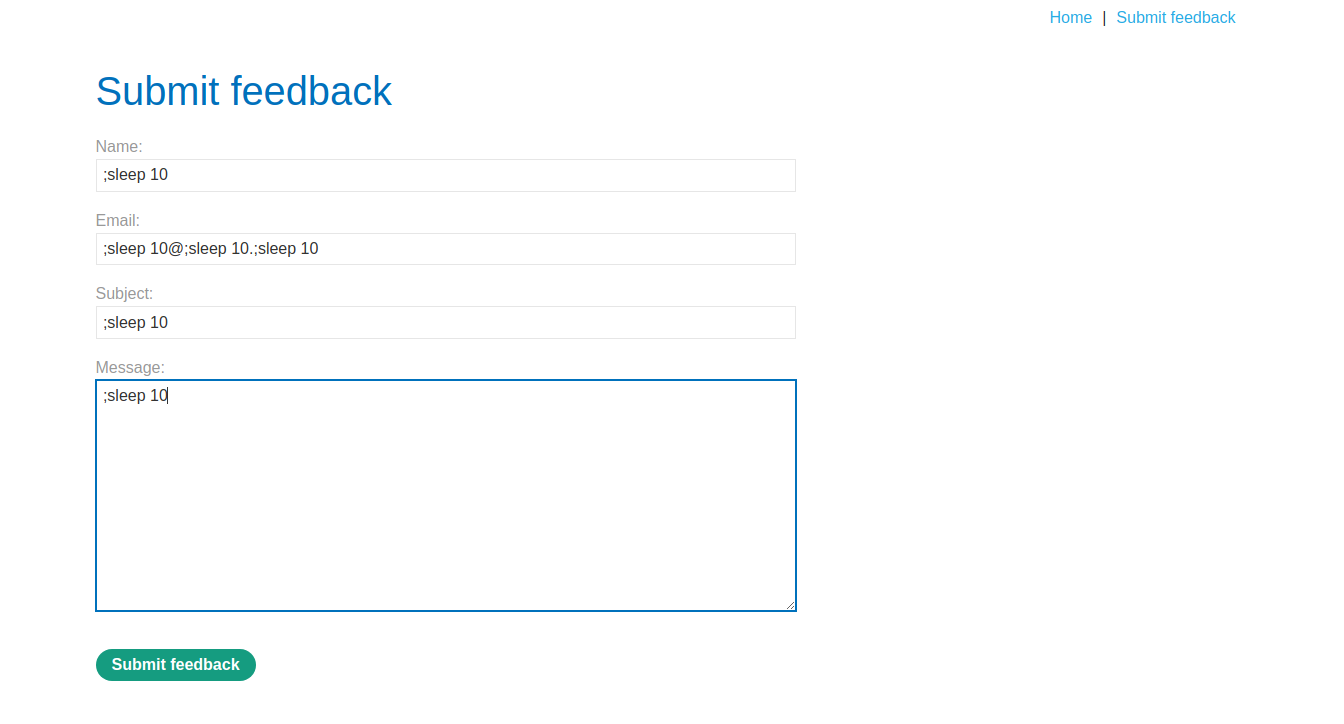 Home | Submit feedback
Submit feedback
Name:
;sleep 10
Email:
;sleep 10@;sleep 10.;sleep 10
Subject:
;sleep 10
Message:
;sleep 10
Submit feedback